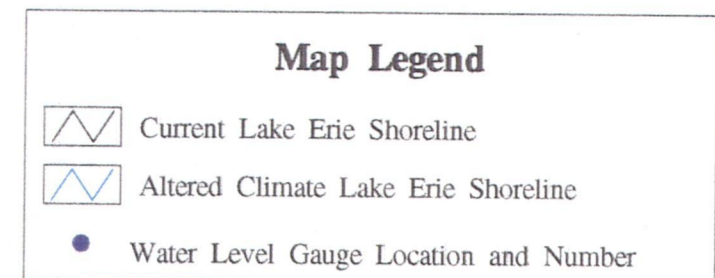 Map Legend
Current Lake Erie Shoreline
Altered Climate Lake Erie Shoreline
Water Level Gauge Location and Number